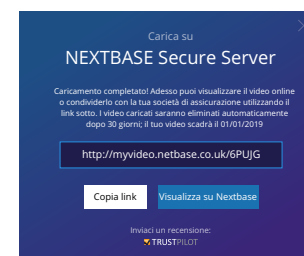 Carica su
NEXTBASE Secure Server
Caricamento completato! Adesso puoi visualizzare il video online
o condividerlo con la tua società di assicurazione utilizzando il
link sotto. I video caricati saranno eliminati automaticamente
dopo 30 giorni; il tuo video scadrà il 01/01/2019
http://myvideo.netbase.co.uk/6PUJG
Copia link
Visualizza su Nextbase
Inviaci un recensione:
TRUSTPILOT